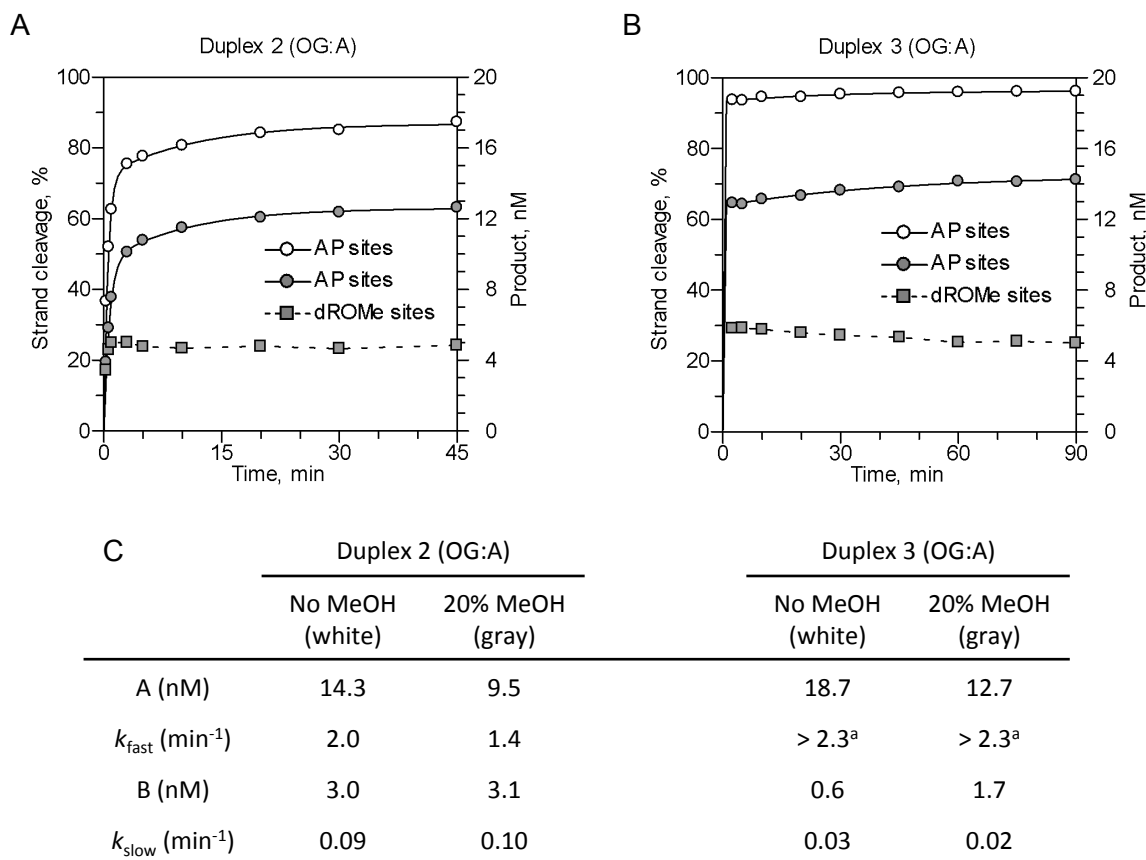 A
Duplex 2 (OG:A)
100
80
60
40
20
0
Strand cleavage, %
20
16
12
8
4
0
Product, nM
AP sites
AP sites
dROMe sites
0 15 30 45
Time, min
B
Duplex 3 (OG:A)
100
80
60
40
20
0
Strand cleavage, %
20
16
12
8
4
0
Product, nM
AP sites
AP sites
dROMe sites
0 30 60 90
Time, min
C
Duplex 2 (OG:A) Duplex 3 (OG:A)
No MeOH 20% MeOH No MeOH 20% MeOH
(white) (gray) (white) (gray)
A (nM) 14.3 9.5 18.7 12.7
kfast (min-1) 2.0 1.4 > 2.3a > 2.3a
B (nM) 3.0 3.1 0.6 1.7
kslow (min-1) 0.09 0.10 0.03 0.02